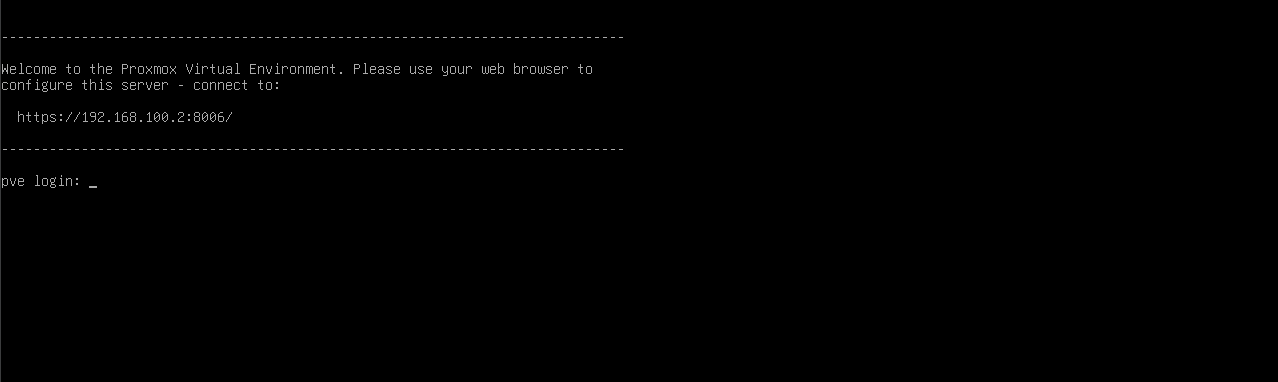 ------------------------------------------------------------------------------
Welcome to the Proxmox Virtual Environment. Please use your web browser to
configure this server - connect to:
https://192.168.100.2:8006/
------------------------------------------------------------------------------
pve login: _